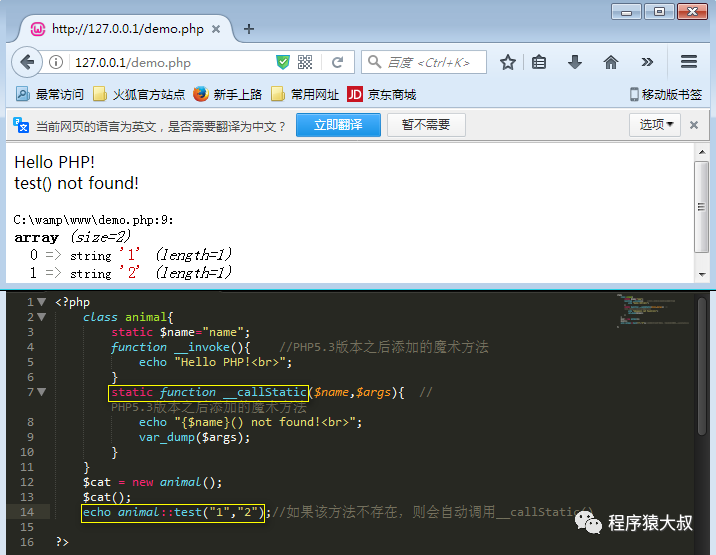 http://127.0.0.1/demo.php
127.0.0.1/demo.php
百度 <Ctrl+K>
最常访问 火狐官方站点 新手上路 常用网址 JD 京东商城 移动版书签
当前网页的语言为英文，是否需要翻译为中文？ 立即翻译 暂不需要 选项
Hello PHP!
test() not found!
C:\wamp\www\demo.php:9:
array (size=2)
0 => string '1' (length=1)
1 => string '2' (length=1)
1 <?php
2 class animal{
3 static $name="name";
4 function __invoke(){ //PHP5.3版本之后添加的魔术方法
5 echo "Hello PHP!<br>";
6 }
7 static function __callStatic($name,$args){ //
PHP5.3版本之后添加的魔术方法
8 echo "{$name}() not found!<br>";
9 var_dump($args);
10 }
11 }
12 $cat = new animal();
13 $cat();
14 echo animal::test("1","2");//如果该方法不存在，则会自动调用__callStatic()
15
16 ?>
程序猿大叔